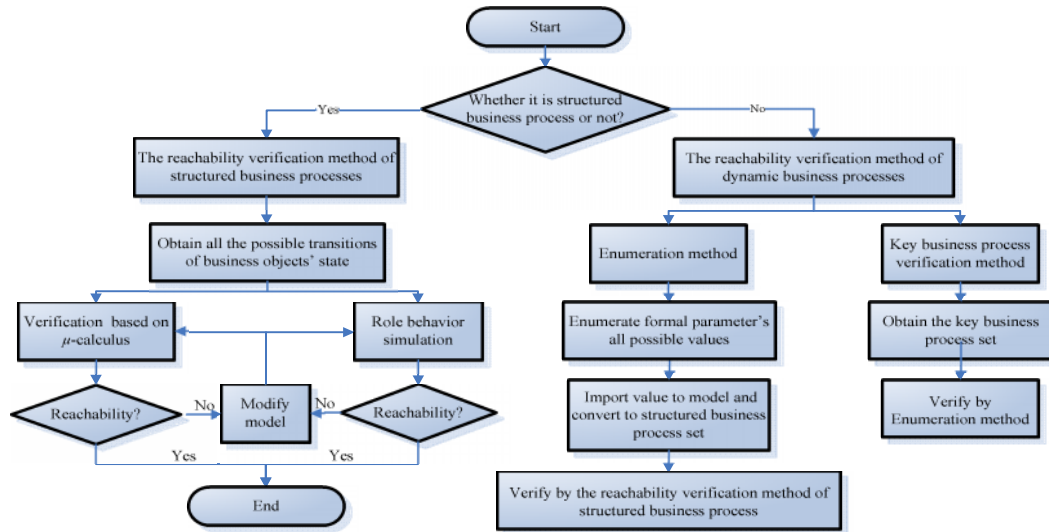 Start
Whether it is structured
business process or not?
Yes
No
The reachability verification method of
structured business processes
The reachability verification method of
dynamic business processes
Obtain all the possible transitions
of business objects' state
Enumeration method
Key business process
verification method
Verification based on
μ-calculus
Role behavior
simulation
Enumerate formal parameter's
all possible values
Obtain the key business
process set
Reachability?
No
Modify
model
No
Reachability?
Import value to model and
convert to structured business
process set
Verify by
Enumeration method
Yes
Yes
End
Verify by the reachability verification method of
structured business process